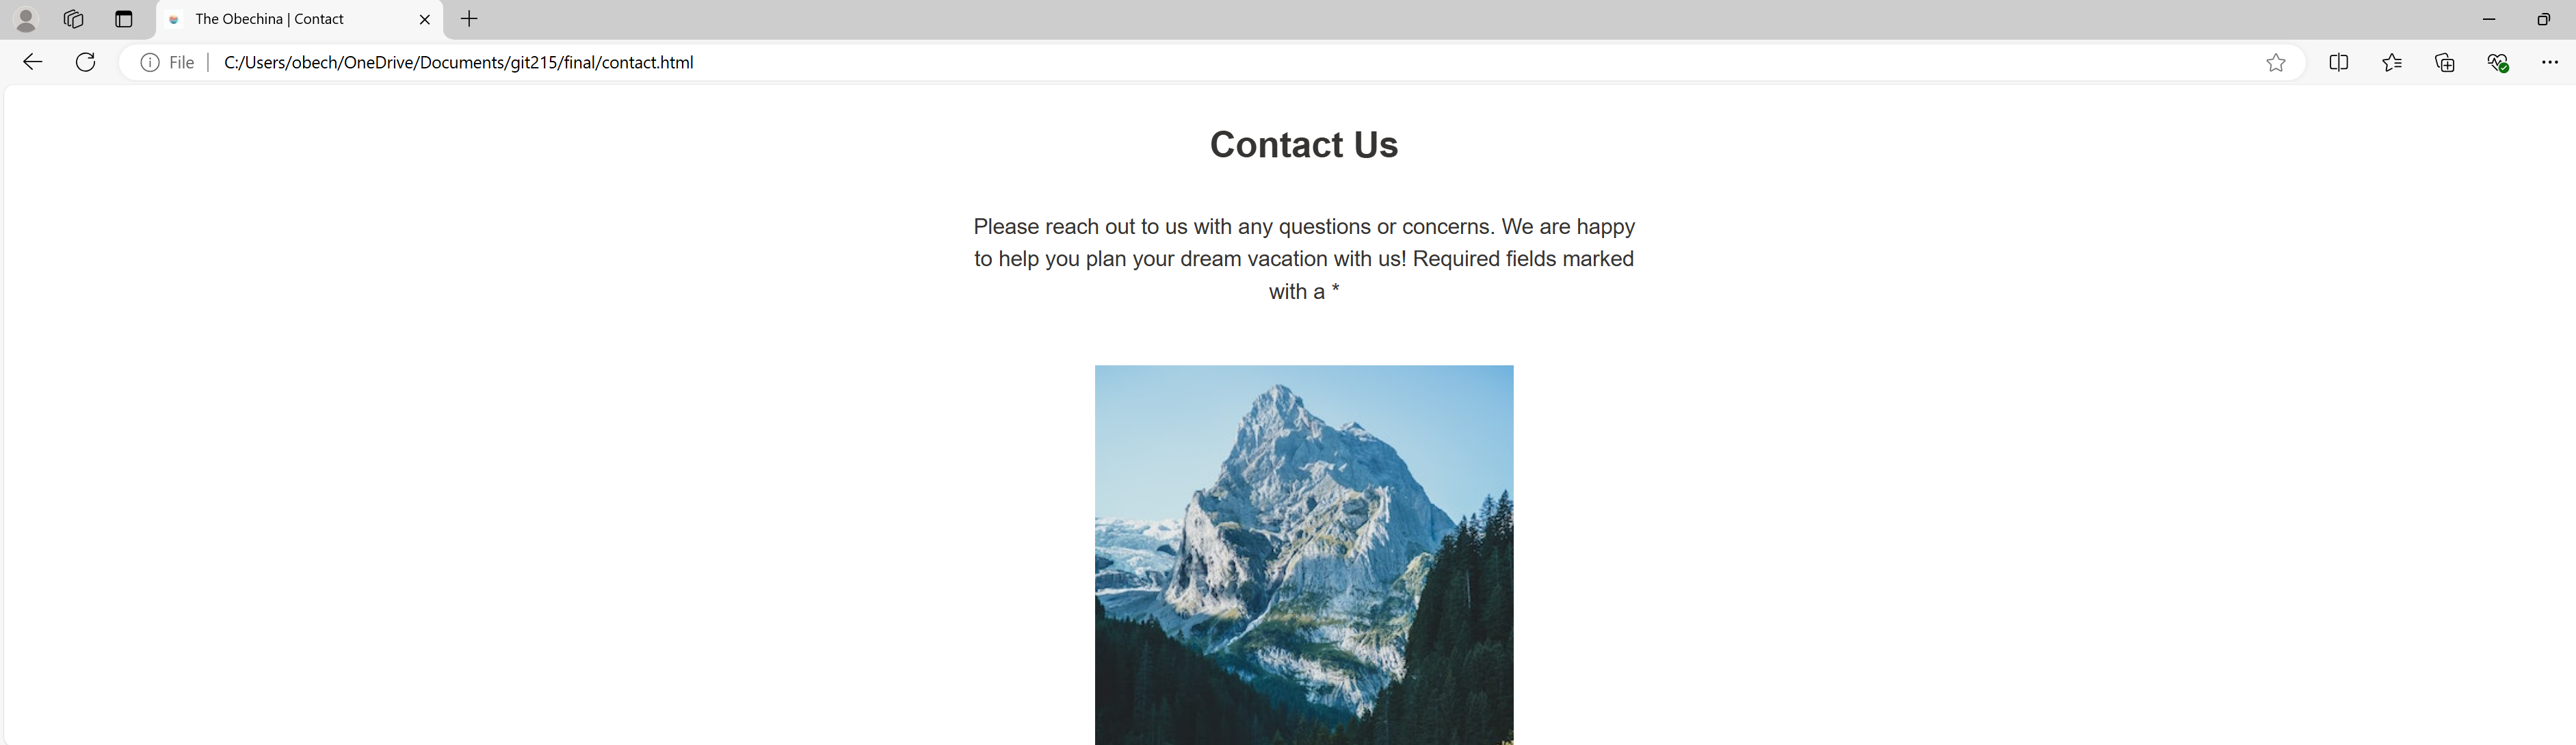 The Obechina | Contact
File
C:/Users/obech/OneDrive/Documents/git215/final/contact.html
Contact Us
Please reach out to us with any questions or concerns. We are happy
to help you plan your dream vacation with us! Required fields marked
with a *